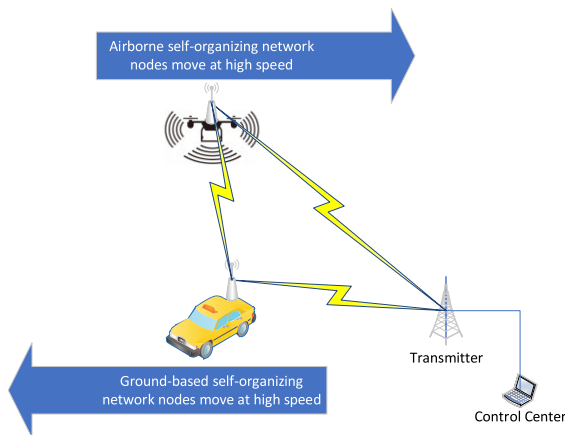 Airborne self-organizing network
nodes move at high speed
Transmitter
Ground-based self-organizing
network nodes move at high speed
Control Center